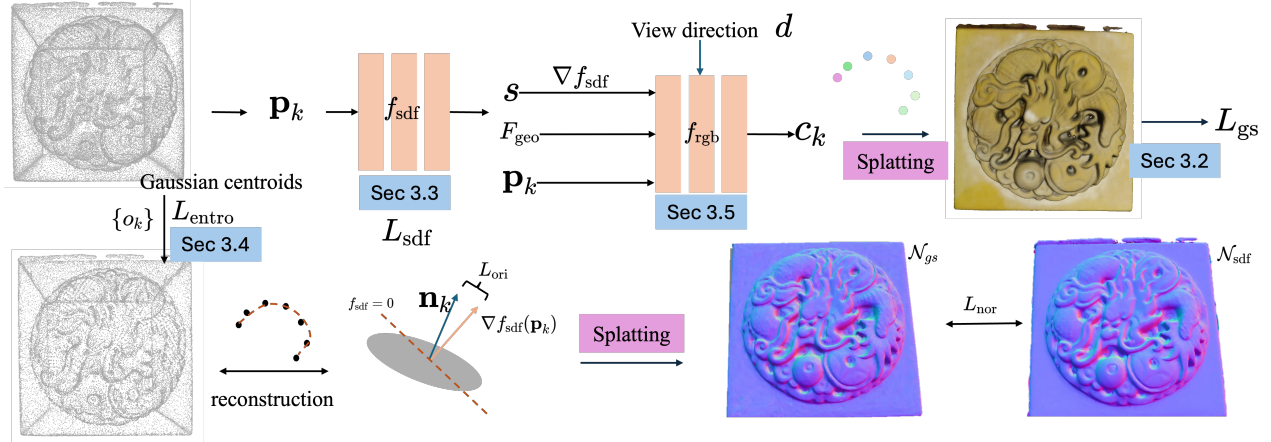 View direction d
p_k
f_sdf
s
∇f_sdf
F_geo
p_k
f_rgb
c_k
Splatting
L_gs
Sec 3.2
Sec 3.3
L_sdf
Sec 3.5
Gaussian centroids
{o_k}
L_entro
Sec 3.4
reconstruction
f_sdf = 0
n_k
L_ori
∇f_sdf(p_k)
Splatting
N_gs
L_nor
N_sdf